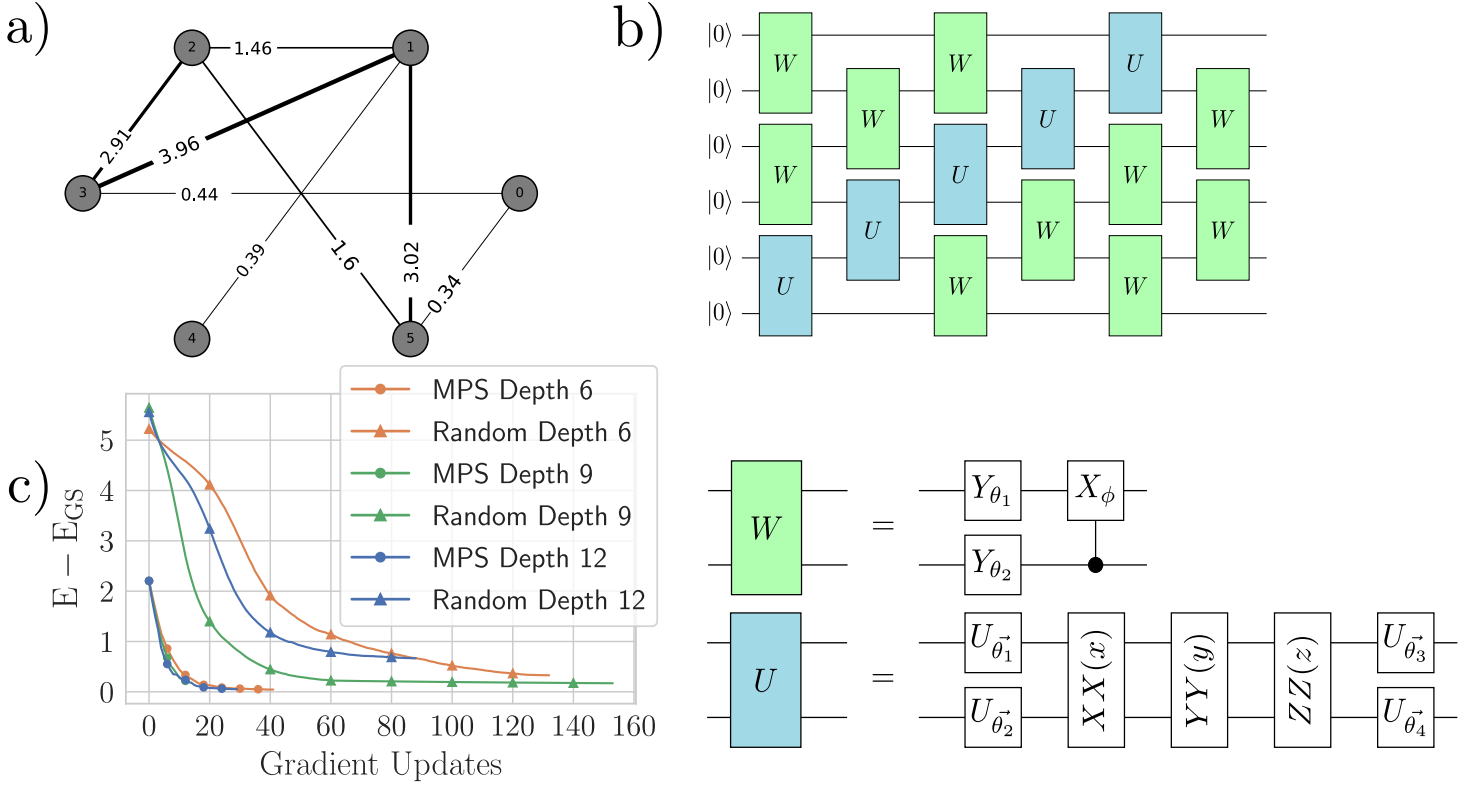 a)
2
1.46
1
2.91
3.96
3
0.44
0
0.39
1.6
3.02
0.34
4
5
b)
|0⟩ W W U
|0⟩ W U W
|0⟩ W U W
|0⟩ U W W
|0⟩ U W W
|0⟩
c)
MPS Depth 6
Random Depth 6
MPS Depth 9
Random Depth 9
MPS Depth 12
Random Depth 12
E − E_GS
5
4
3
2
1
0
0 20 40 60 80 100 120 140 160
Gradient Updates
W = Y_θ₁ X_ϕ
Y_θ₂
U = U_θ⃗₁ XX(x) YY(y) ZZ(z) U_θ⃗₃
U_θ⃗₂ U_θ⃗₄